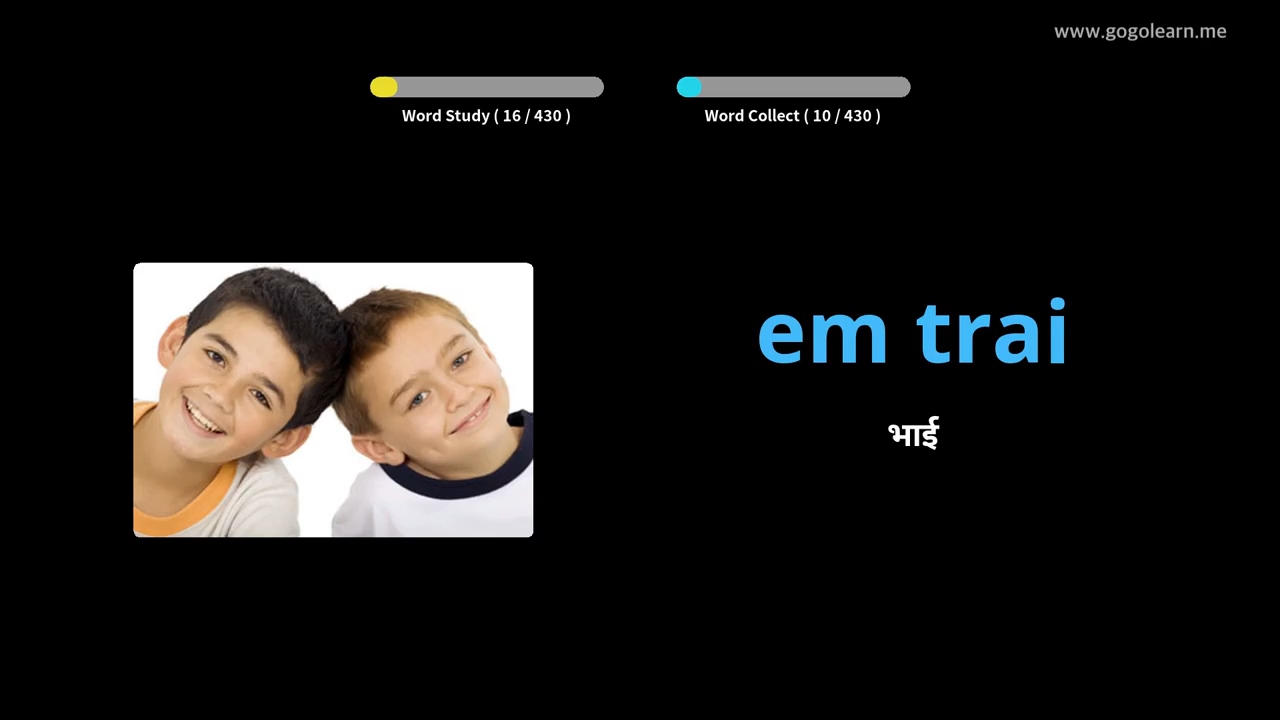 www.gogolearn.me
Word Study ( 16 / 430 )
Word Collect ( 10 / 430 )
em trai
भाई